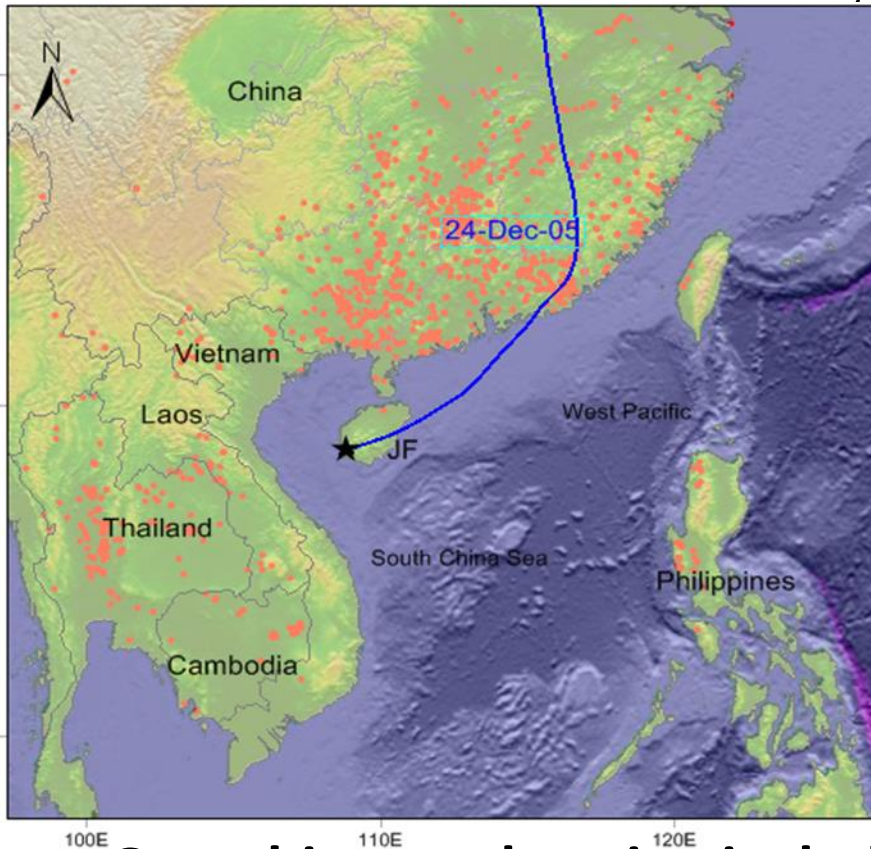 N
China
24-Dec-05
Vietnam
Laos
West Pacific
JF
Thailand
South China Sea
Philippines
Cambodia
100E 110E 120E